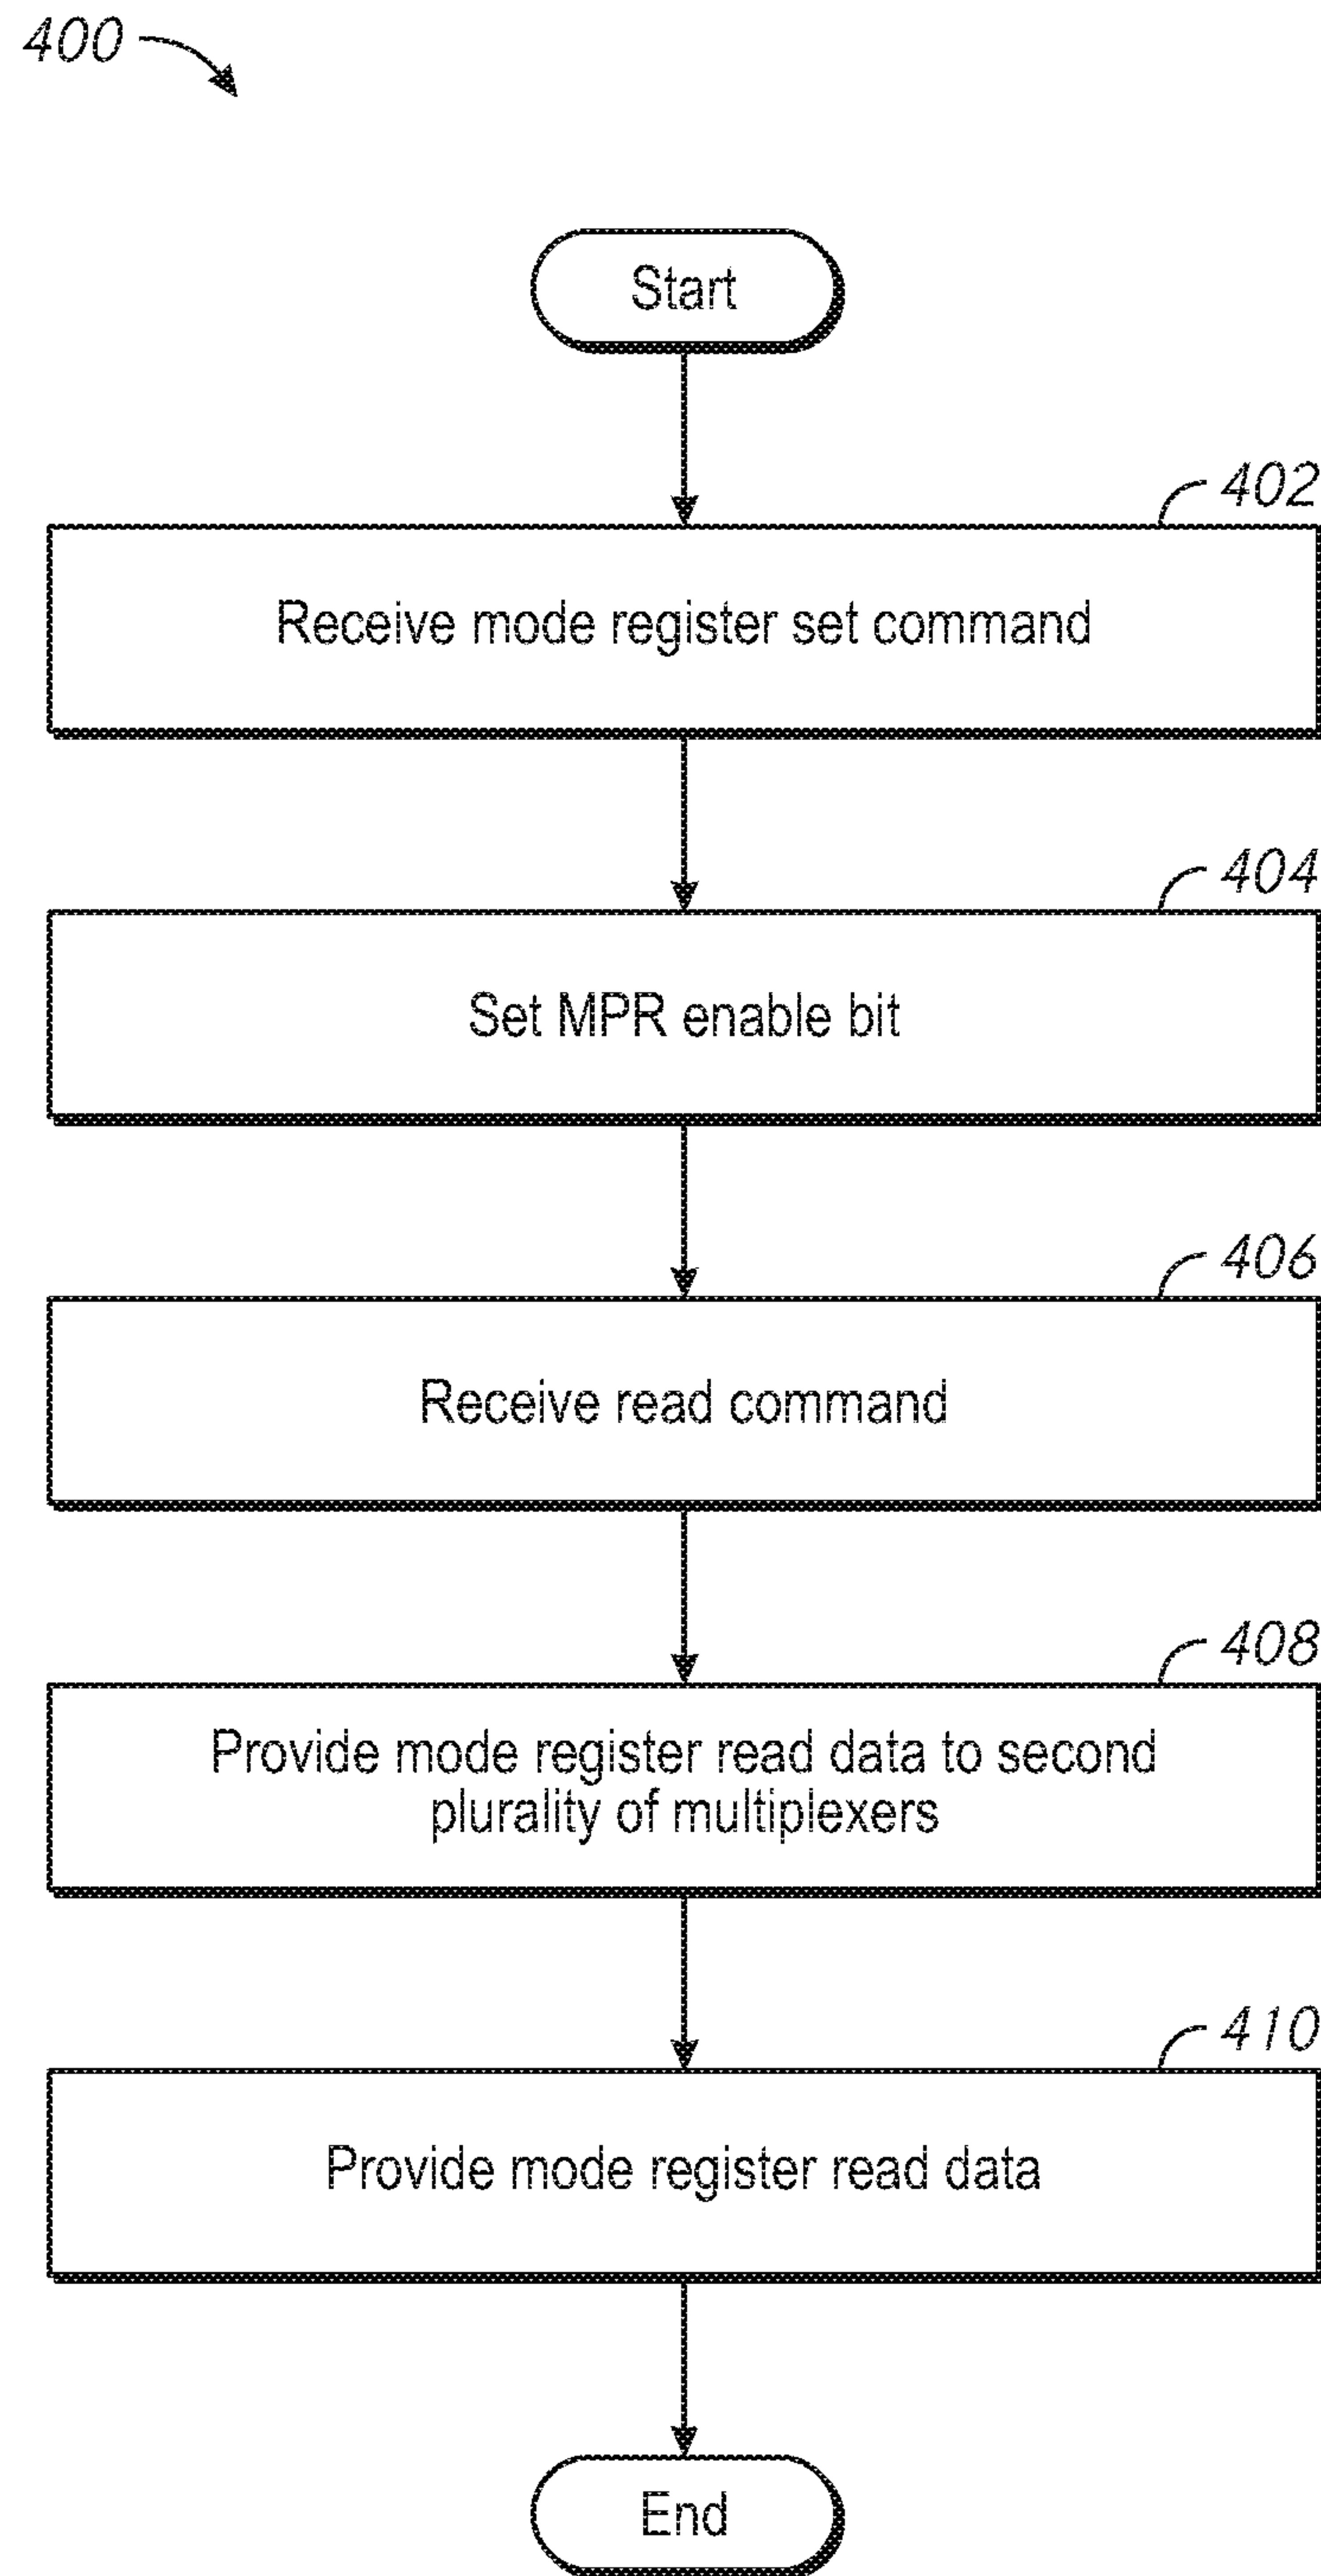 400
Start
402
Receive mode register set command
404
Set MPR enable bit
406
Receive read command
408
Provide mode register read data to second
plurality of multiplexers
410
Provide mode register read data
End